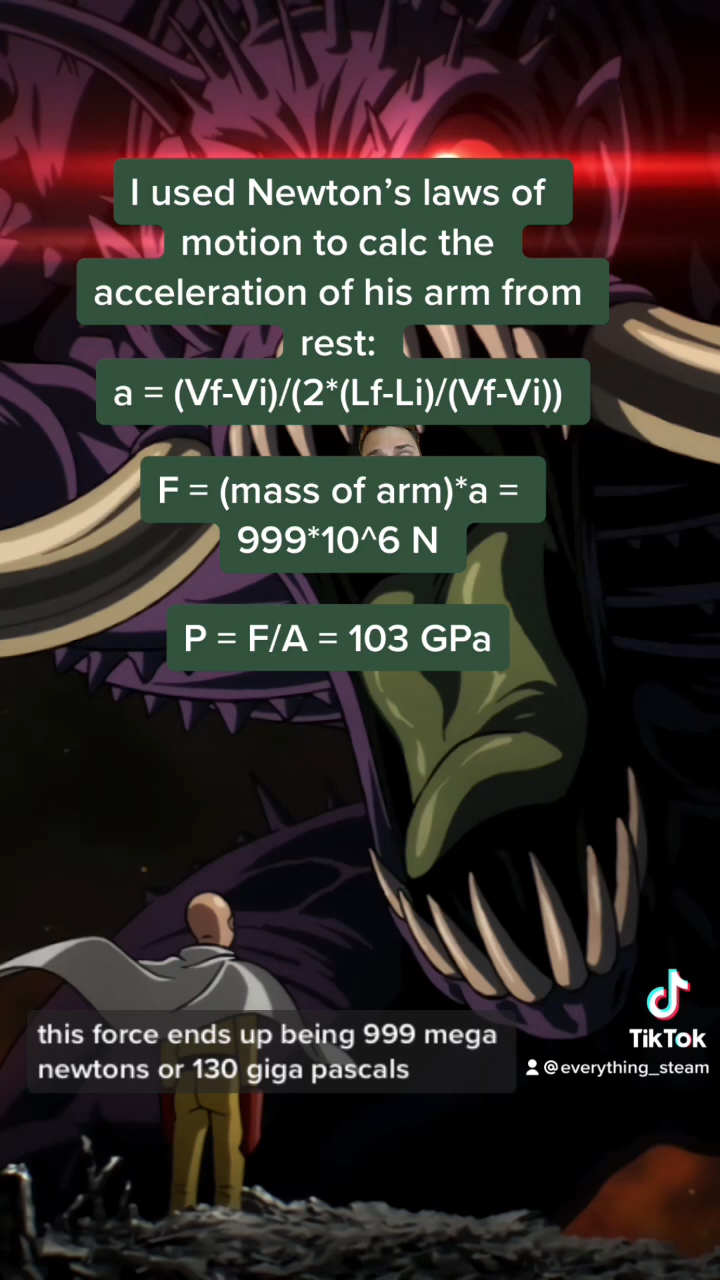 I used Newton’s laws of
motion to calc the
acceleration of his arm from
rest:
a = (Vf-Vi)/(2*(Lf-Li)/(Vf-Vi))
F = (mass of arm)*a =
999*10^6 N
P = F/A = 103 GPa
this force ends up being 999 mega
newtons or 130 giga pascals
TikTok
@everything_steam